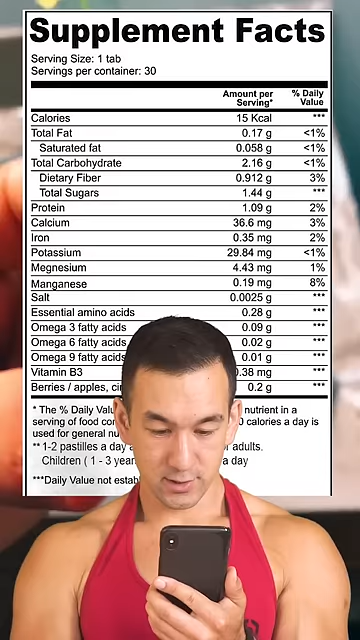 Supplement Facts
Serving Size: 1 tab
Servings per container: 30
Amount per Serving* % Daily Value
Calories 15 Kcal ***
Total Fat 0.17 g <1%
Saturated fat 0.058 g <1%
Total Carbohydrate 2.16 g <1%
Dietary Fiber 0.912 g 3%
Total Sugars 1.44 g ***
Protein 1.09 g 2%
Calcium 36.6 mg 3%
Iron 0.35 mg 2%
Potassium 29.84 mg <1%
Megnesium 4.43 mg 1%
Manganese 0.19 mg 8%
Salt 0.0025 g ***
Essential amino acids 0.28 g ***
Omega 3 fatty acids 0.09 g ***
Omega 6 fatty acids 0.02 g ***
Omega 9 fatty acids 0.01 g ***
Vitamin B3 0.38 mg ***
Berries / apples, 0.2 g ***
* The % Daily nutrient in a
serving of food a day is
used for general
** 1-2 pastilles a day adults.
Children ( 1 - 3 a day
***Daily Value not